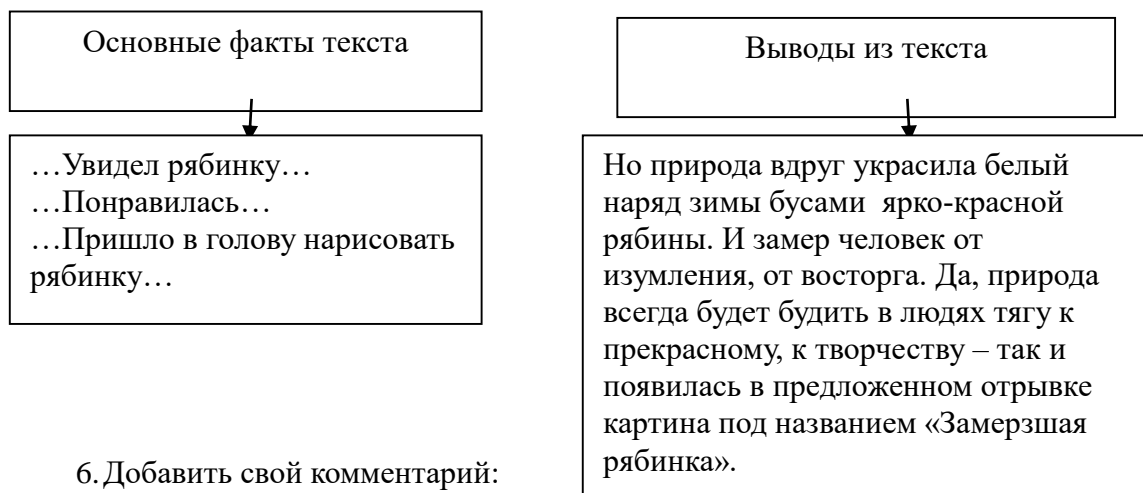 Основные факты текста
…Увидел рябинку…
…Понравилась…
…Пришло в голову нарисовать
рябинку…
Выводы из текста
Но природа вдруг украсила белый
наряд зимы бусами ярко-красной
рябины. И замер человек от
изумления, от восторга. Да, природа
всегда будет будить в людях тягу к
прекрасному, к творчеству – так и
появилась в предложенном отрывке
картина под названием «Замерзшая
рябинка».
6. Добавить свой комментарий: